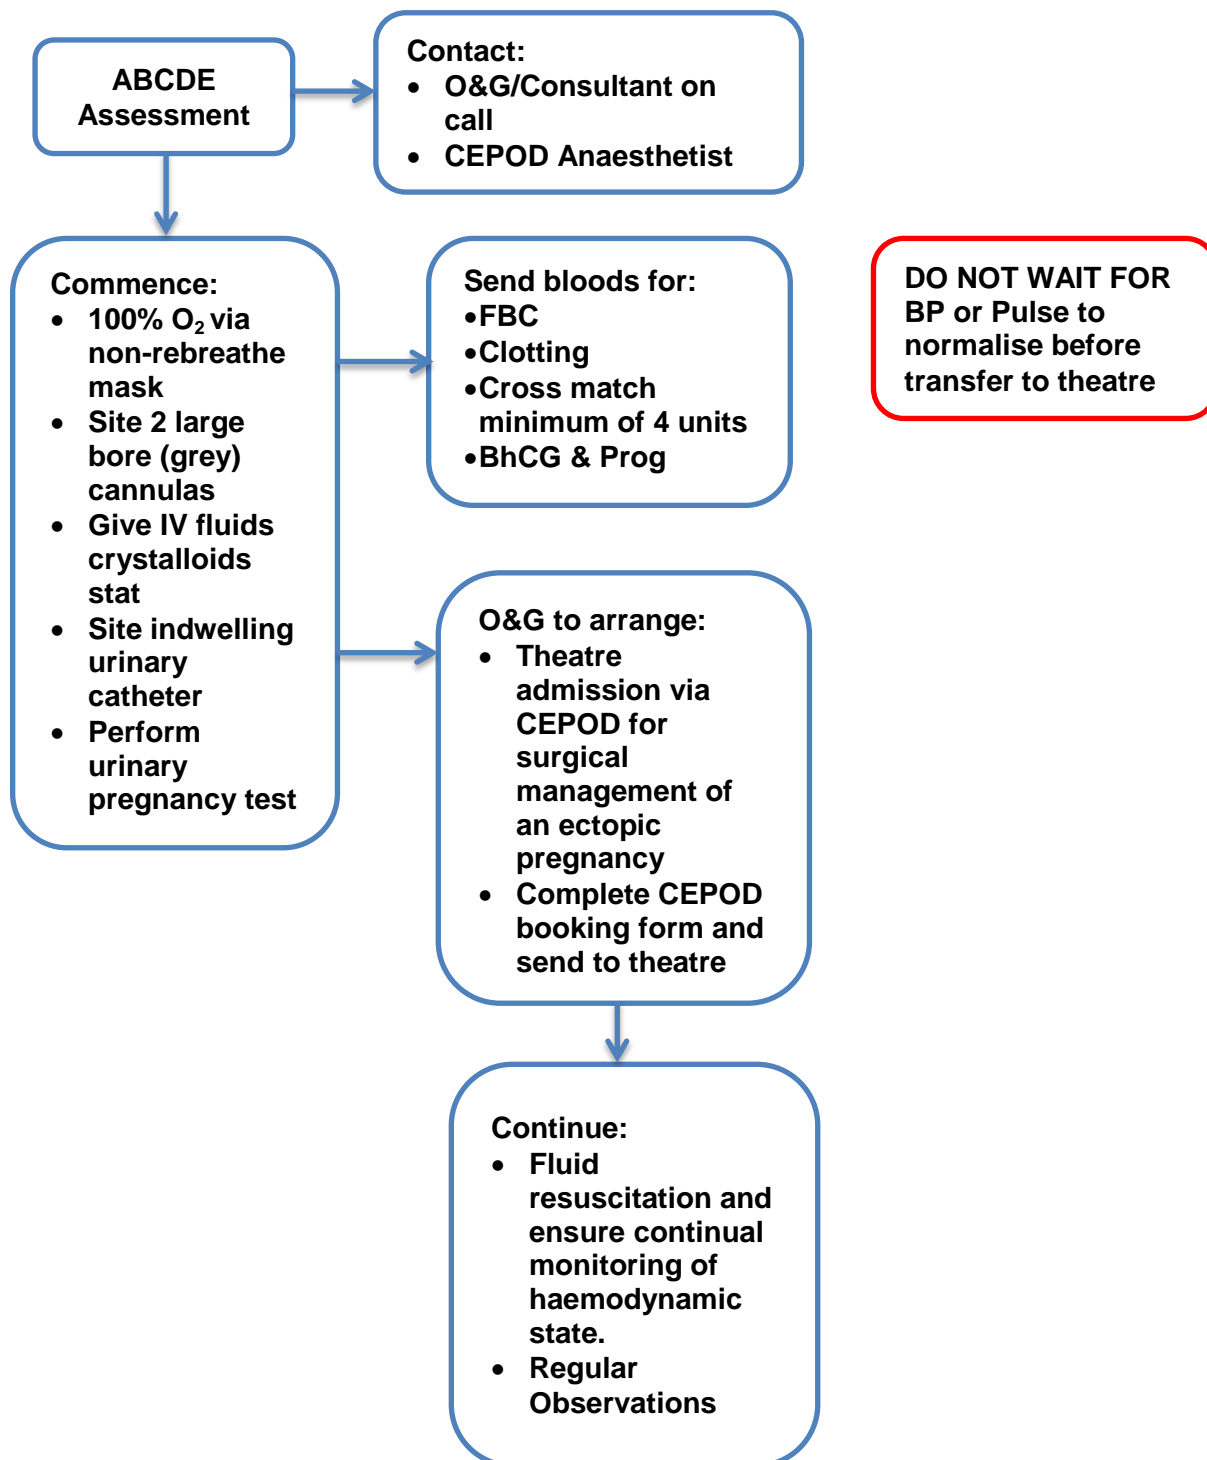 ABCDE
Assessment
Contact:
• O&G/Consultant on
call
• CEPOD Anaesthetist
Commence:
• 100% O₂ via
non-rebreathe
mask
• Site 2 large
bore (grey)
cannulas
• Give IV fluids
crystalloids
stat
• Site indwelling
urinary
catheter
• Perform
urinary
pregnancy test
Send bloods for:
•FBC
•Clotting
•Cross match
minimum of 4 units
•BhCG & Prog
DO NOT WAIT FOR
BP or Pulse to
normalise before
transfer to theatre
O&G to arrange:
• Theatre
admission via
CEPOD for
surgical
management of
an ectopic
pregnancy
• Complete CEPOD
booking form and
send to theatre
Continue:
• Fluid
resuscitation and
ensure continual
monitoring of
haemodynamic
state.
• Regular
Observations